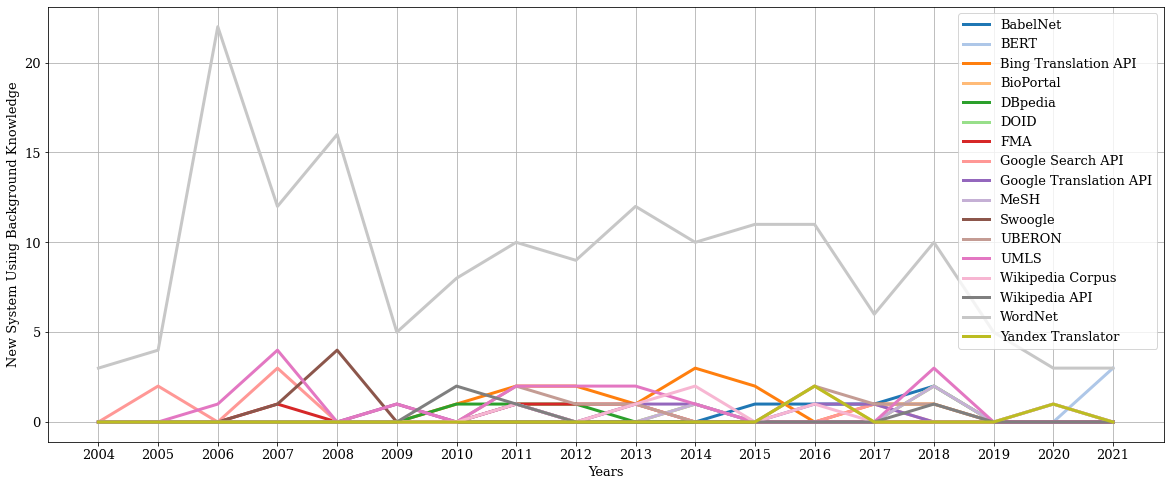 New System Using Background Knowledge
20
15
10
5
0
2004 2005 2006 2007 2008 2009 2010 2011 2012 2013 2014 2015 2016 2017 2018 2019 2020 2021
Years
BabelNet
BERT
Bing Translation API
BioPortal
DBpedia
DOID
FMA
Google Search API
Google Translation API
MeSH
Swoogle
UBERON
UMLS
Wikipedia Corpus
Wikipedia API
WordNet
Yandex Translator